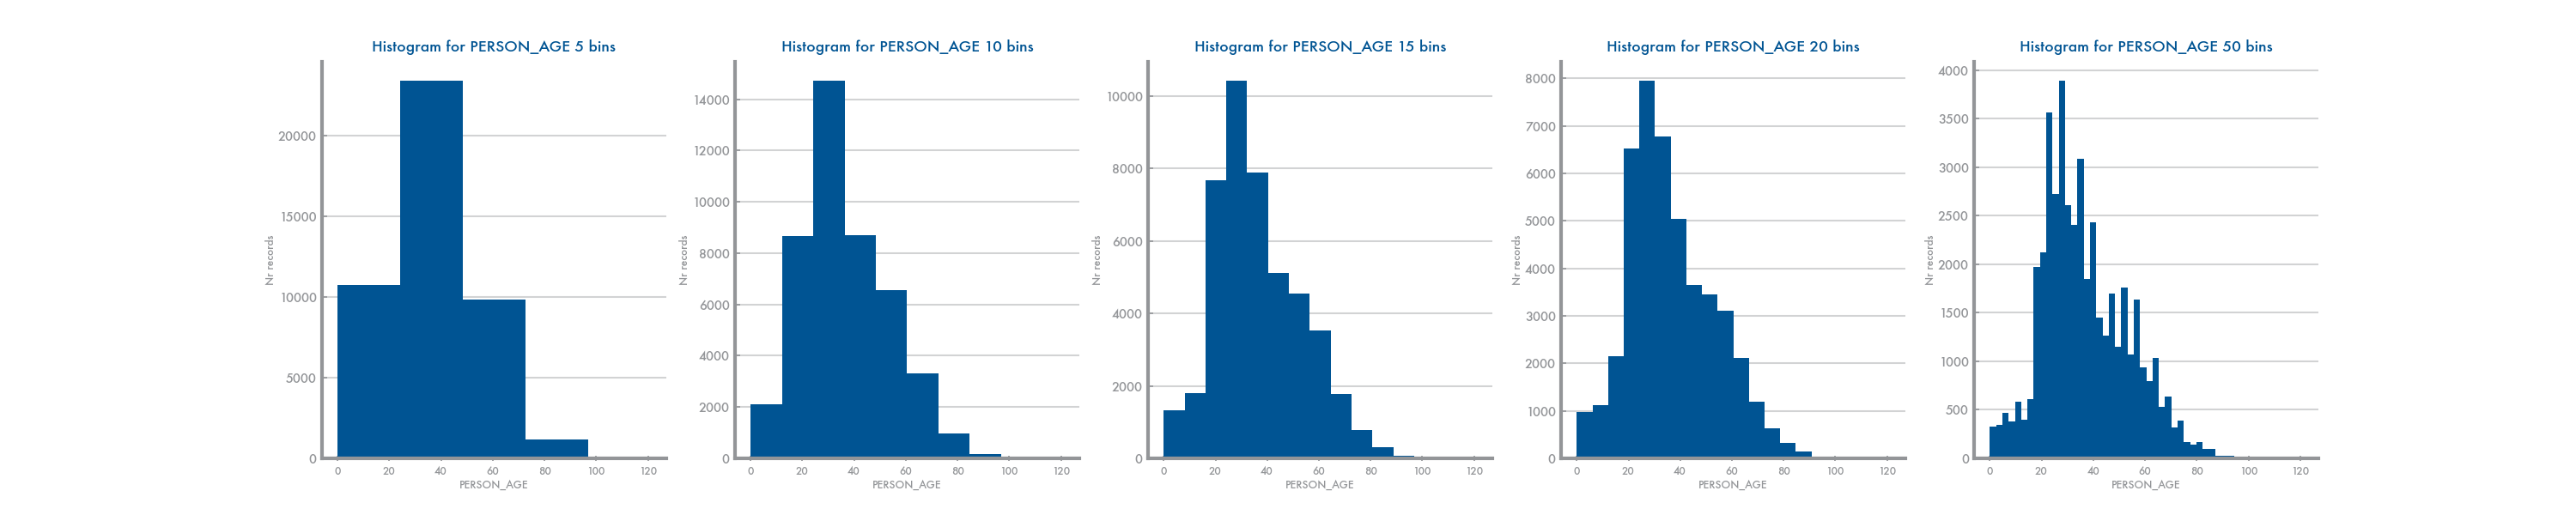 Histogram for PERSON_AGE 5 bins
20000
15000
10000
5000
0
Nr records
0 20 40 60 80 100 120
PERSON_AGE
Histogram for PERSON_AGE 10 bins
14000
12000
10000
8000
6000
4000
2000
0
Nr records
0 20 40 60 80 100 120
PERSON_AGE
Histogram for PERSON_AGE 15 bins
10000
8000
6000
4000
2000
0
Nr records
0 20 40 60 80 100 120
PERSON_AGE
Histogram for PERSON_AGE 20 bins
8000
7000
6000
5000
4000
3000
2000
1000
0
Nr records
0 20 40 60 80 100 120
PERSON_AGE
Histogram for PERSON_AGE 50 bins
4000
3500
3000
2500
2000
1500
1000
500
0
Nr records
0 20 40 60 80 100 120
PERSON_AGE